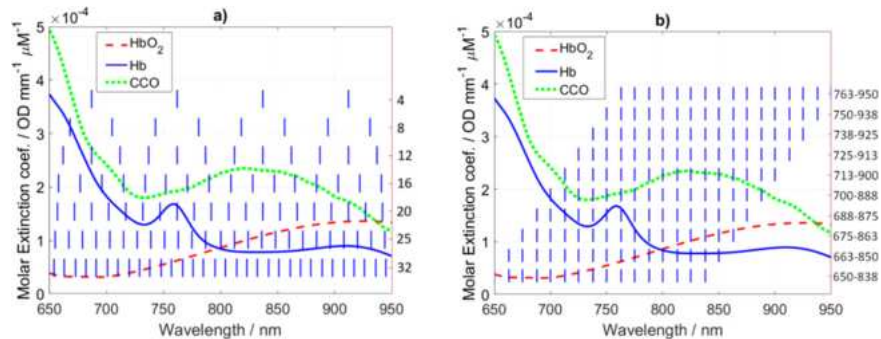 a)
× 10⁻⁴
Molar Extinction coef. / OD mm⁻¹ μM⁻¹
5
4
3
2
1
0
HbO₂
Hb
CCO
4
8
12
16
20
25
32
650 700 750 800 850 900 950
Wavelength / nm
b)
× 10⁻⁴
Molar Extinction coef. / OD mm⁻¹ μM⁻¹
5
4
3
2
1
0
HbO₂
Hb
CCO
763-950
750-938
738-925
725-913
713-900
700-888
688-875
675-863
663-850
650-838
650 700 750 800 850 900 950
Wavelength / nm